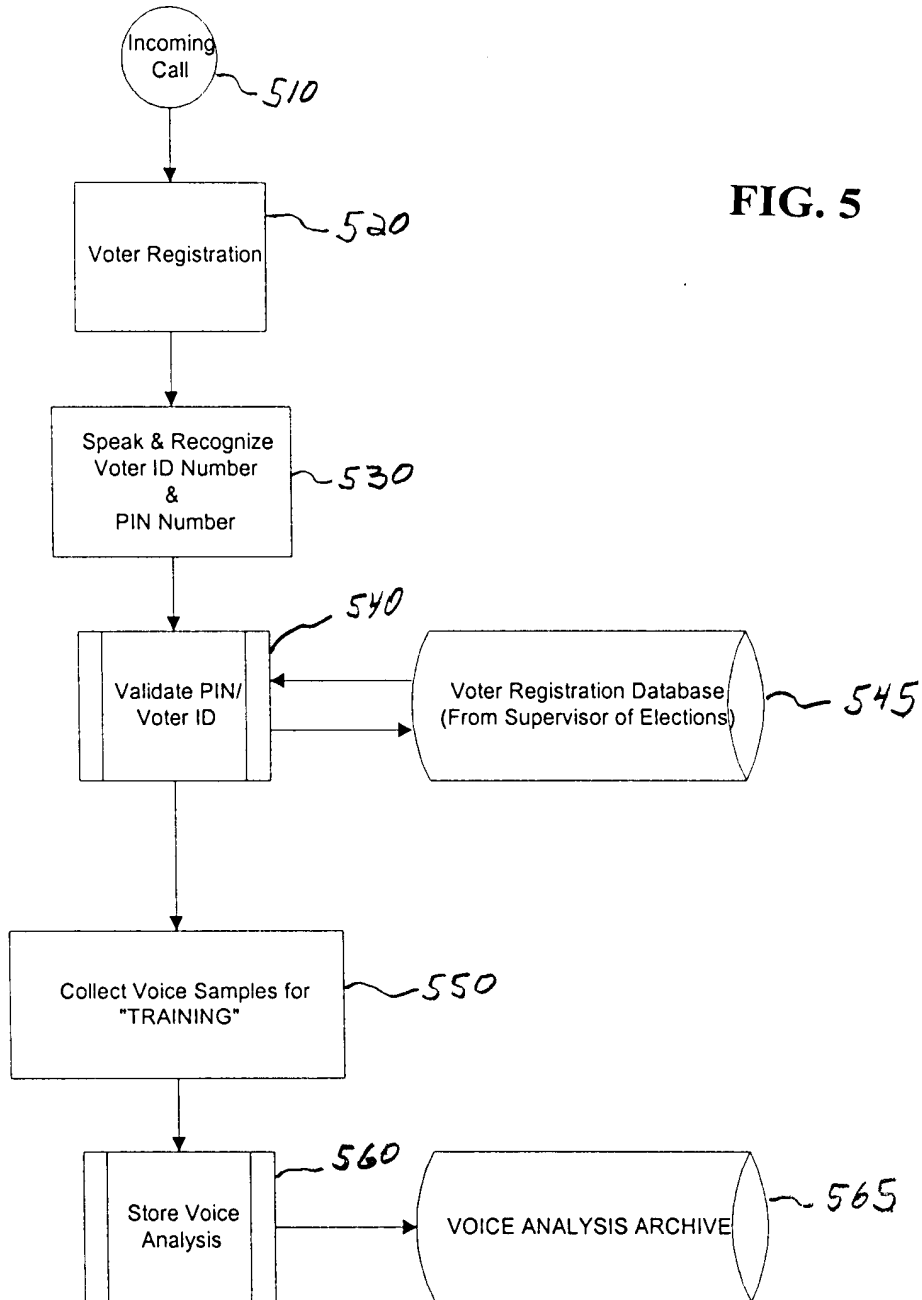 Incoming
Call
510
FIG. 5
Voter Registration
520
Speak & Recognize
Voter ID Number
&
PIN Number
530
540
Validate PIN/
Voter ID
Voter Registration Database
(From Supervisor of Elections)
545
Collect Voice Samples for
"TRAINING"
550
560
Store Voice
Analysis
VOICE ANALYSIS ARCHIVE
565